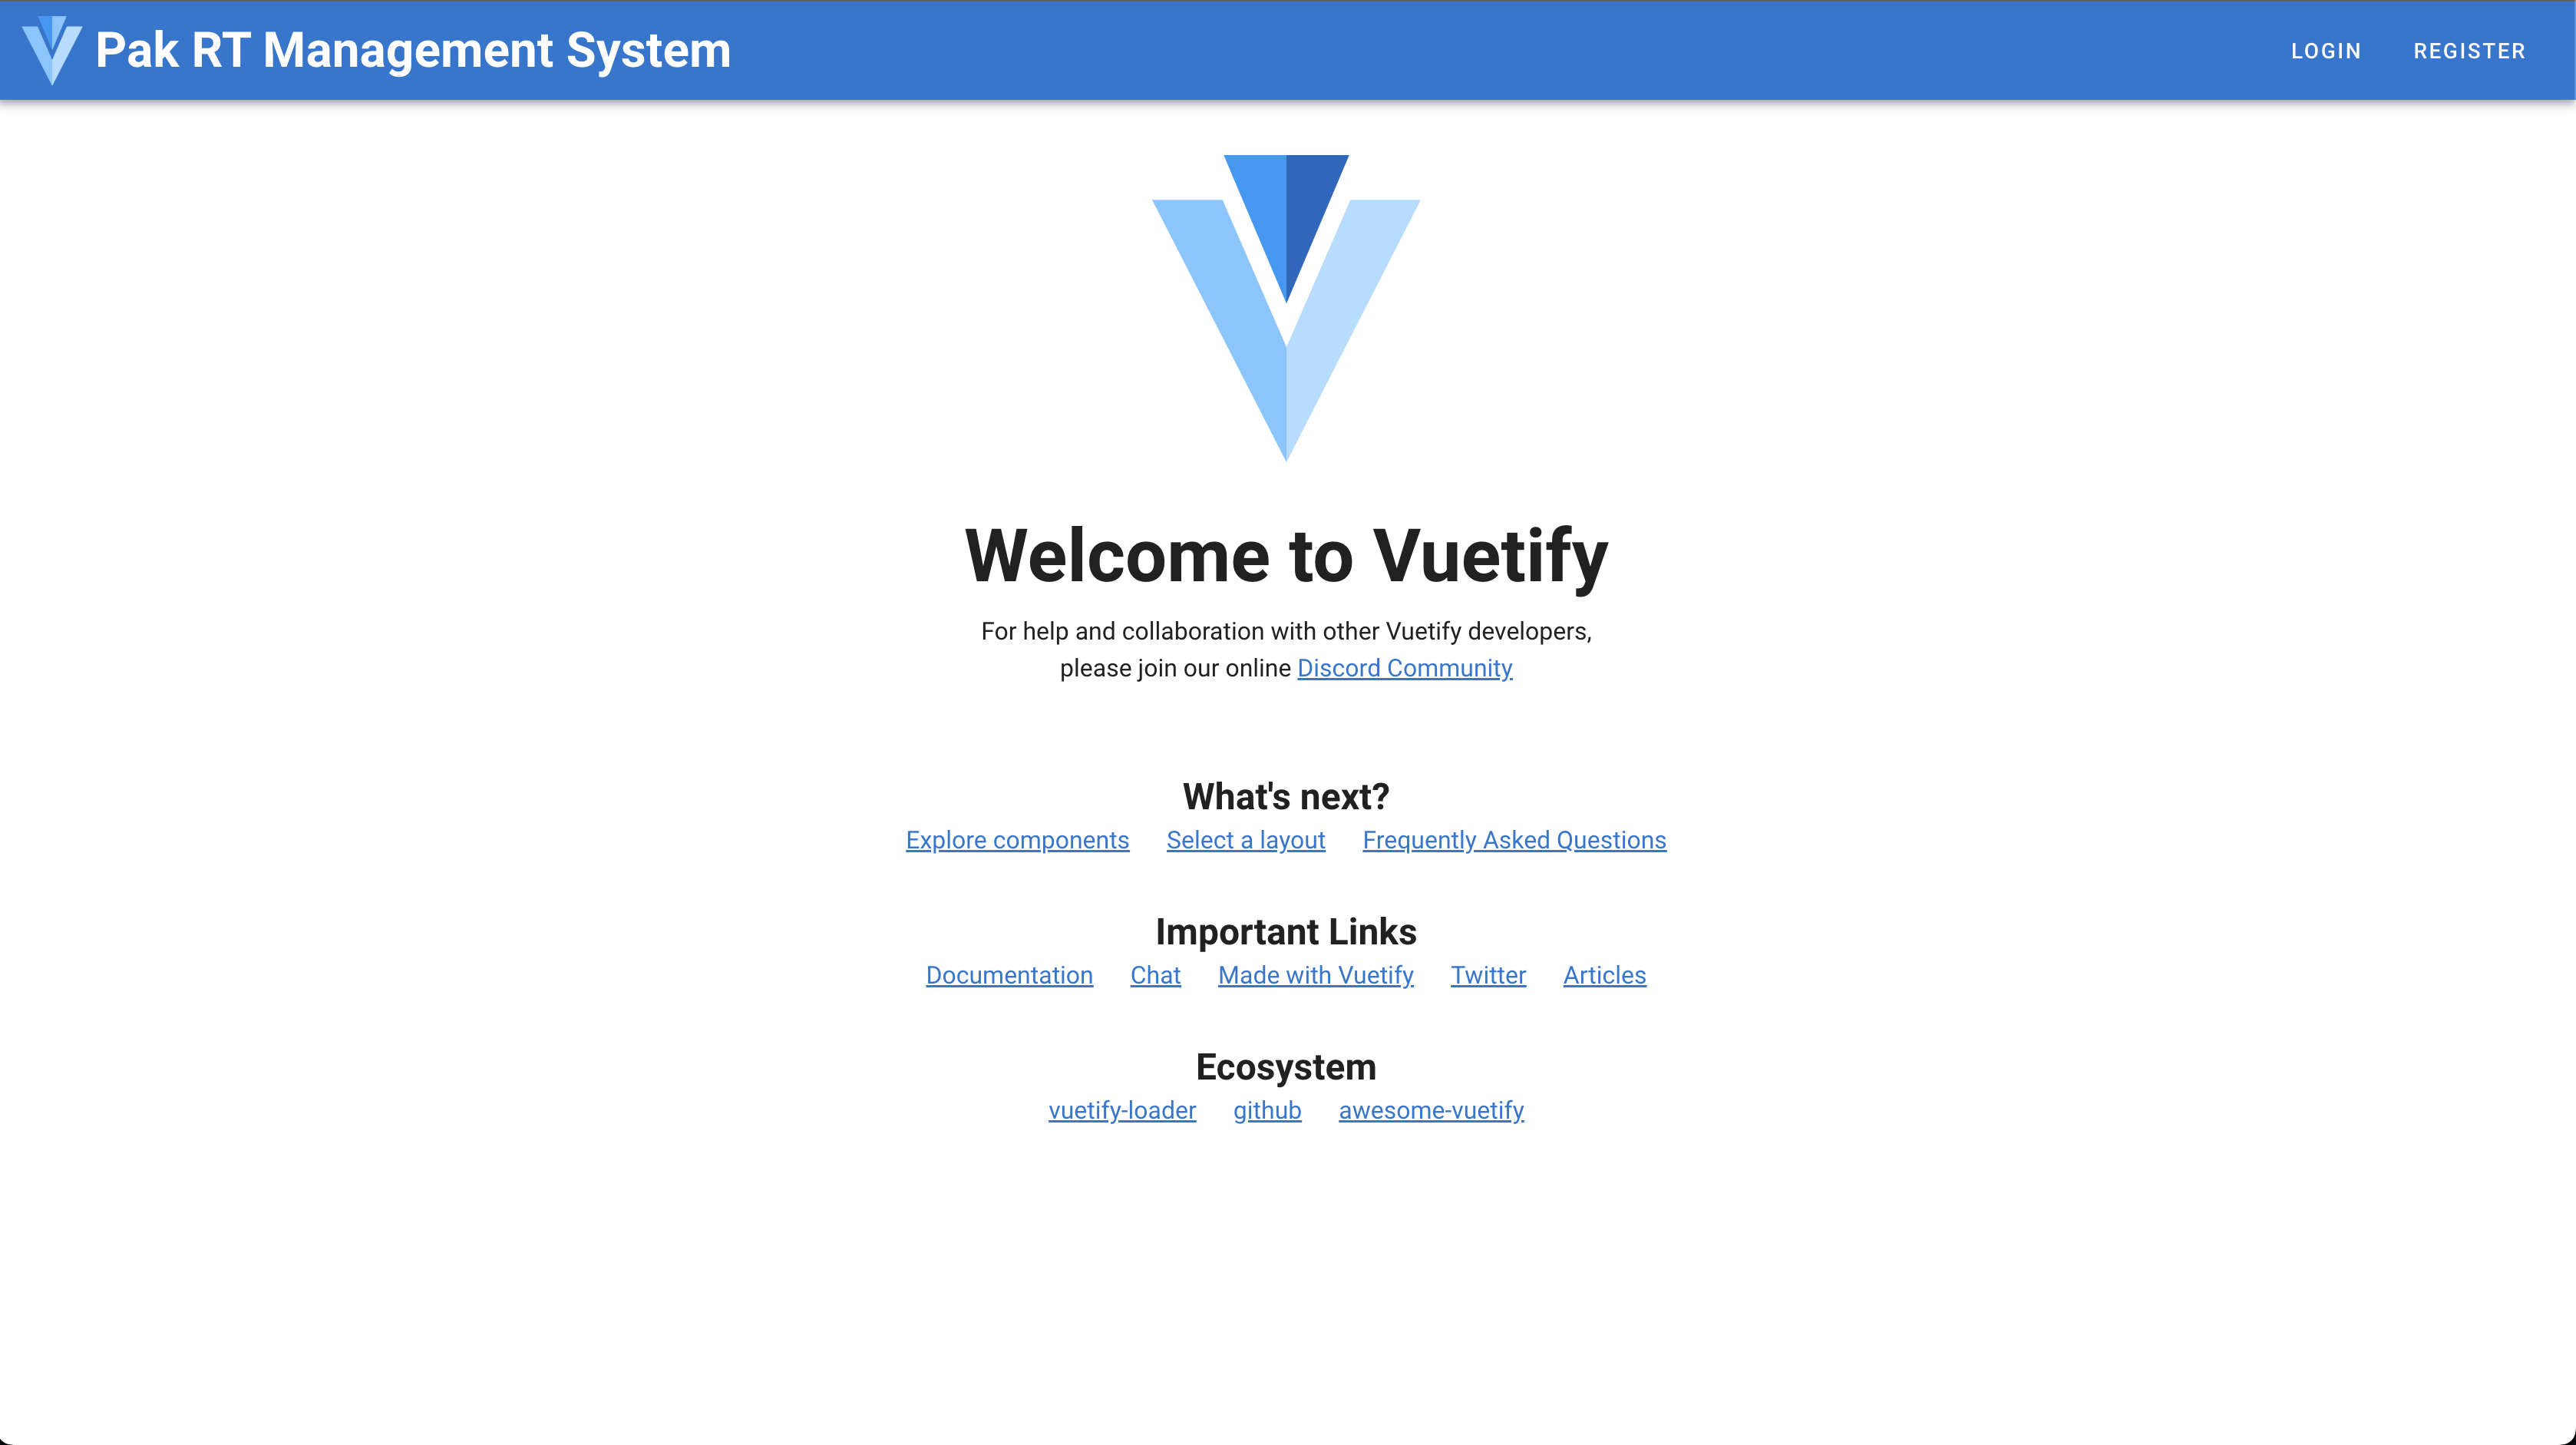 Pak RT Management System
LOGIN REGISTER
Welcome to Vuetify
For help and collaboration with other Vuetify developers,
please join our online Discord Community
What's next?
Explore components Select a layout Frequently Asked Questions
Important Links
Documentation Chat Made with Vuetify Twitter Articles
Ecosystem
vuetify-loader github awesome-vuetify